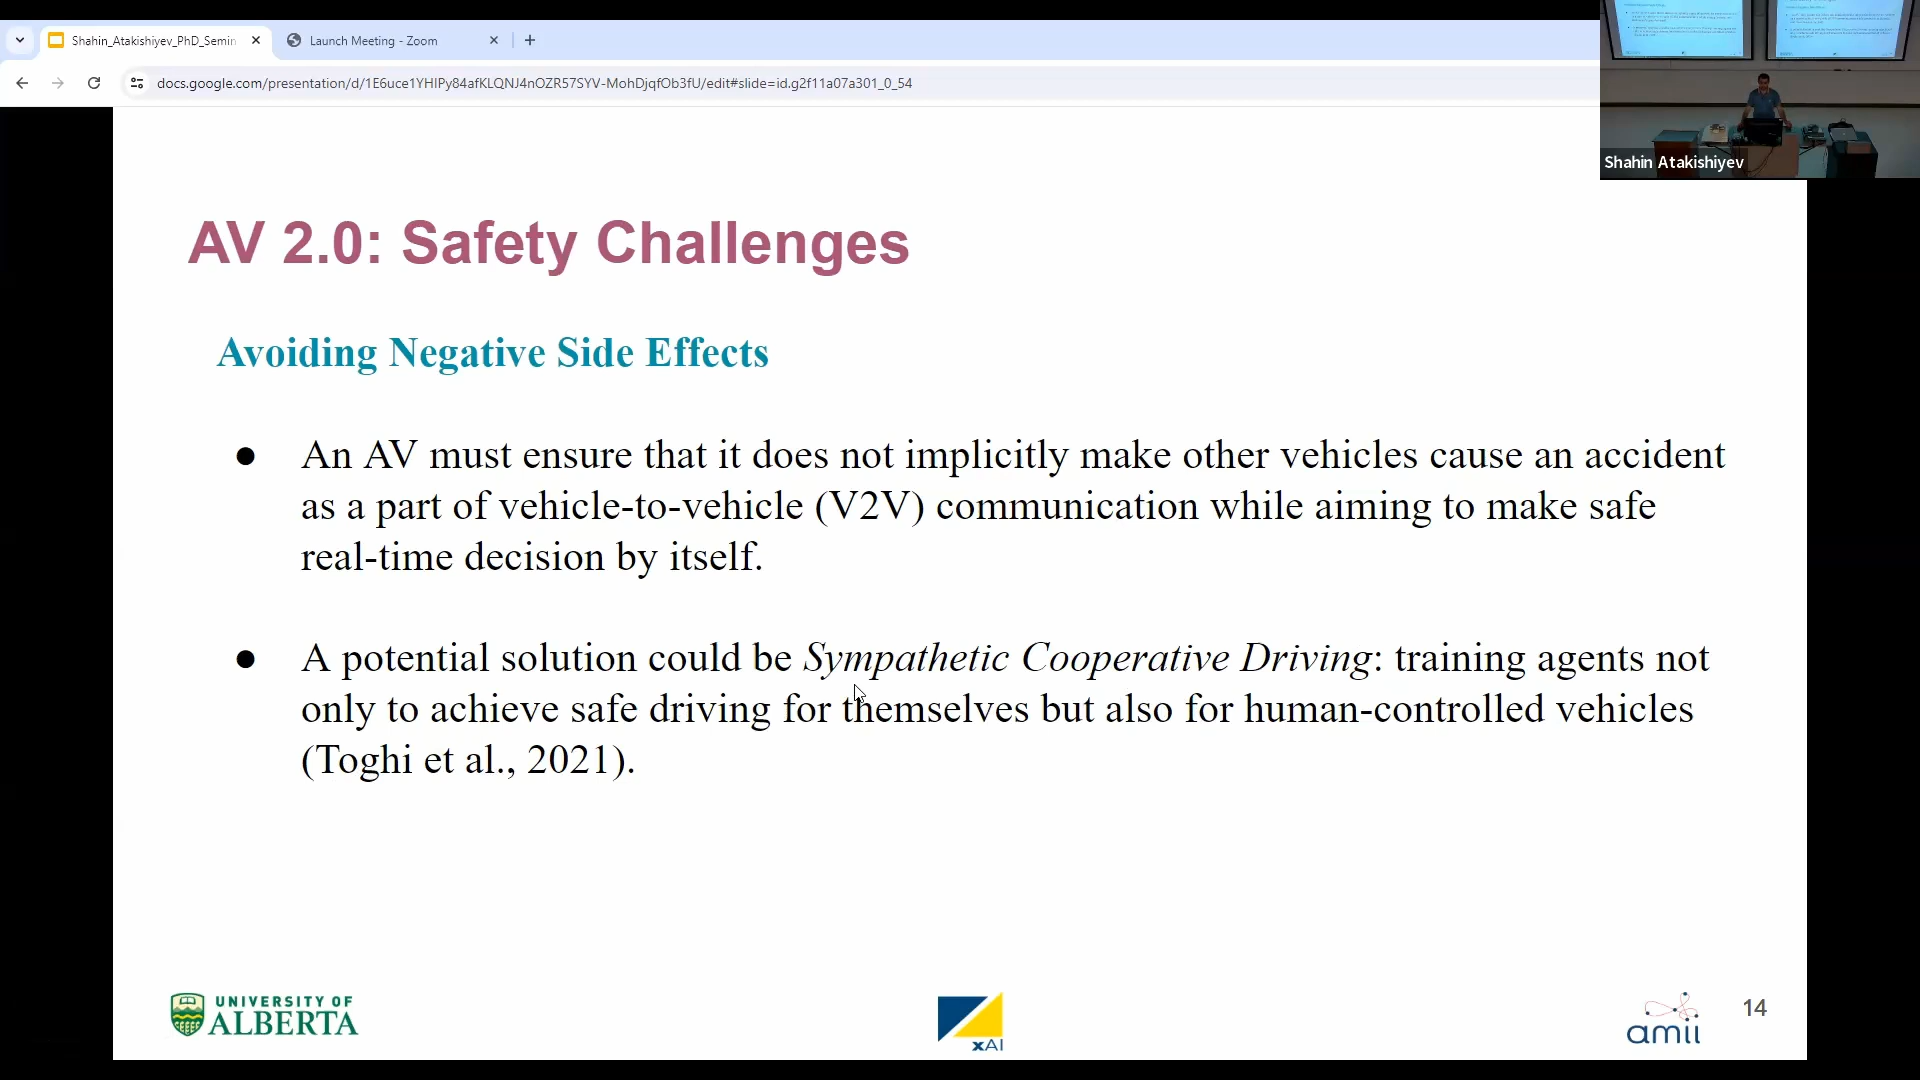 Shahin_Atakishiyev_PhD_Semin
Launch Meeting - Zoom
docs.google.com/presentation/d/1E6uce1YHIPy84afKLQNJ4nOZR57SYV-MohDjqfOb3fU/edit#slide=id.g2f11a07a301_0_54
Shahin Atakishiyev
AV 2.0: Safety Challenges
Avoiding Negative Side Effects
● An AV must ensure that it does not implicitly make other vehicles cause an accident
as a part of vehicle-to-vehicle (V2V) communication while aiming to make safe
real-time decision by itself.
● A potential solution could be Sympathetic Cooperative Driving: training agents not
only to achieve safe driving for themselves but also for human-controlled vehicles
(Toghi et al., 2021).
UNIVERSITY OF
ALBERTA
xAI
amii
14